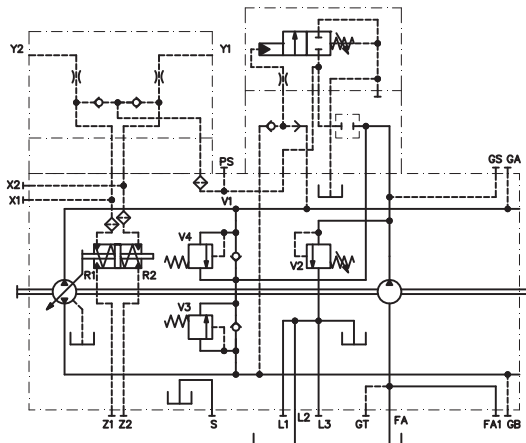 Y2
Y1
PS
GS GA
X2
X1
V1
V4
V2
R1
R2
V3
Z1 Z2
S
L1
L2
L3
GT
FA
FA1 GB